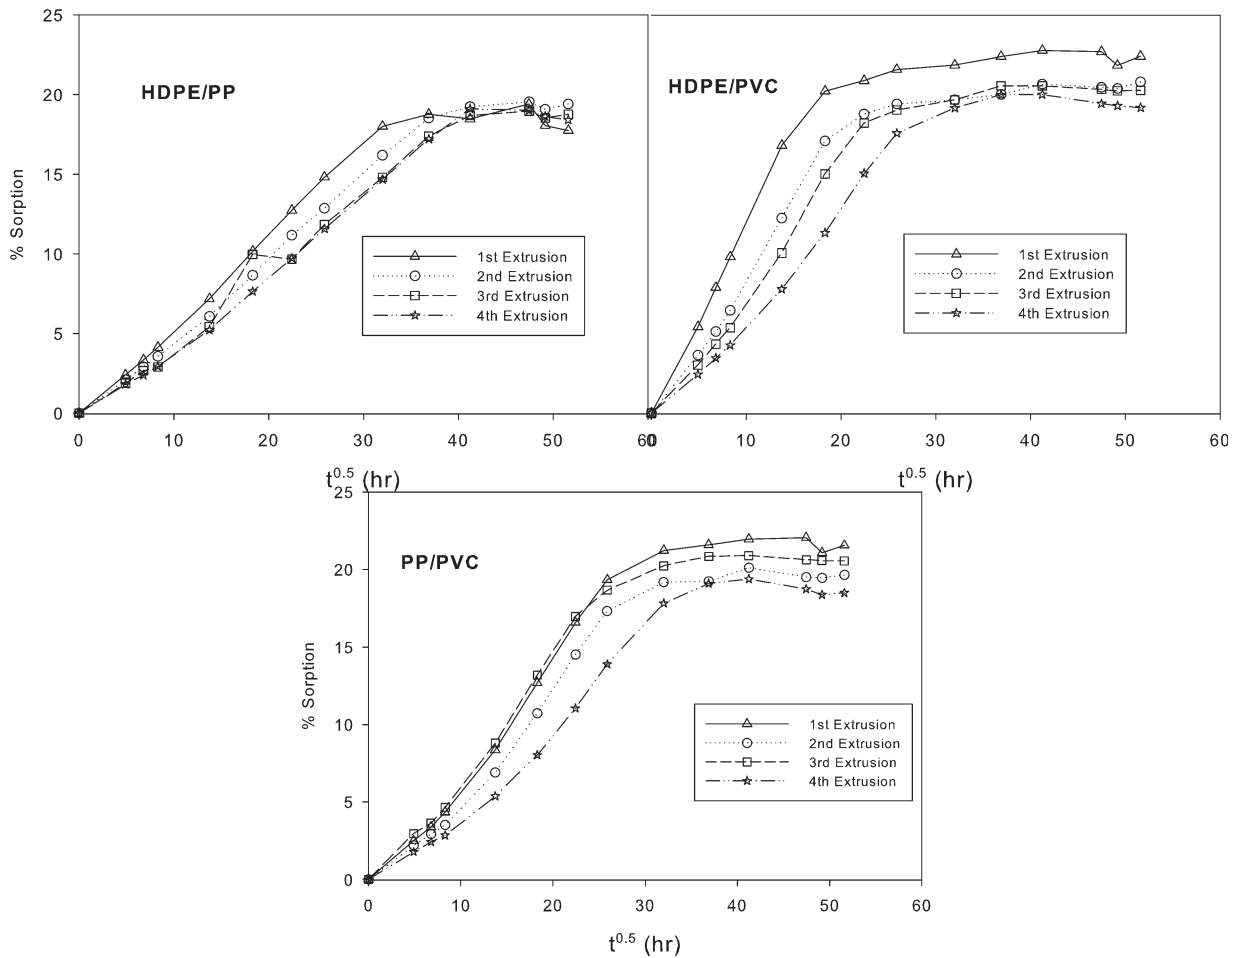 25
20
15
10
5
0
% Sorption
HDPE/PP
1st Extrusion
2nd Extrusion
3rd Extrusion
4th Extrusion
0 10 20 30 40 50 60
t^0.5 (hr)
HDPE/PVC
1st Extrusion
2nd Extrusion
3rd Extrusion
4th Extrusion
0 10 20 30 40 50 60
t^0.5 (hr)
25
20
15
10
5
0
% Sorption
PP/PVC
1st Extrusion
2nd Extrusion
3rd Extrusion
4th Extrusion
0 10 20 30 40 50 60
t^0.5 (hr)